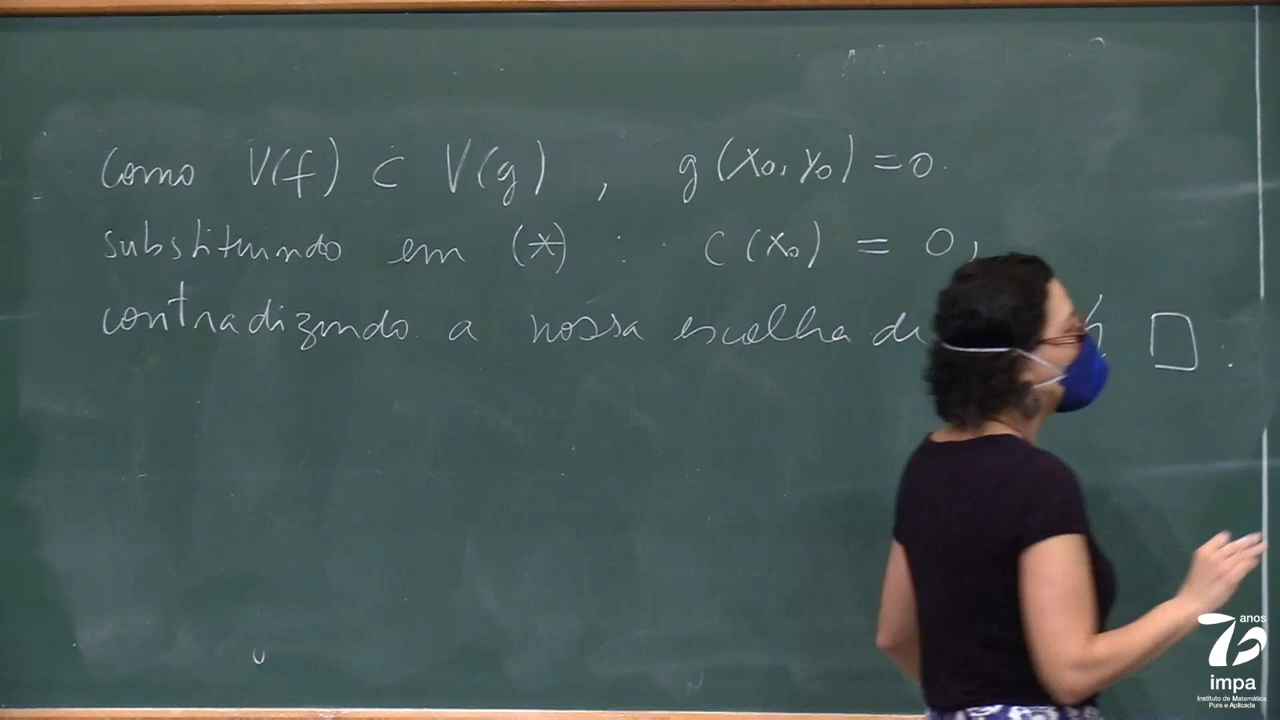 Como V(f) ⊂ V(g) , g(x₀, y₀) = 0.
substituindo em (*) : c(x₀) = 0,
contradizendo a nossa escolha de □.
70 anos
impa
Instituto de Matemática
Pura e Aplicada